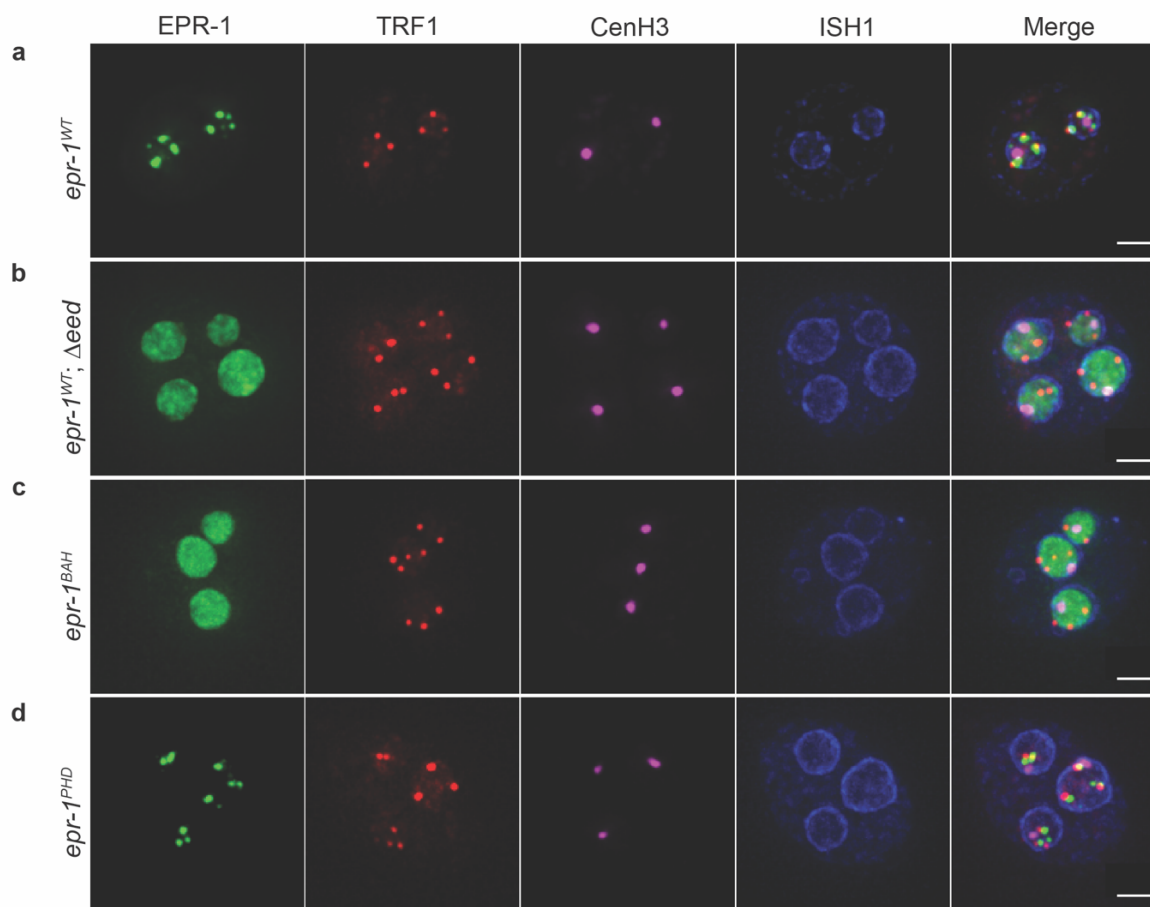 EPR-1 TRF1 CenH3 ISH1 Merge
a
epr-1WT
b
epr-1WT; Δeed
c
epr-1BAH
d
epr-1PHD